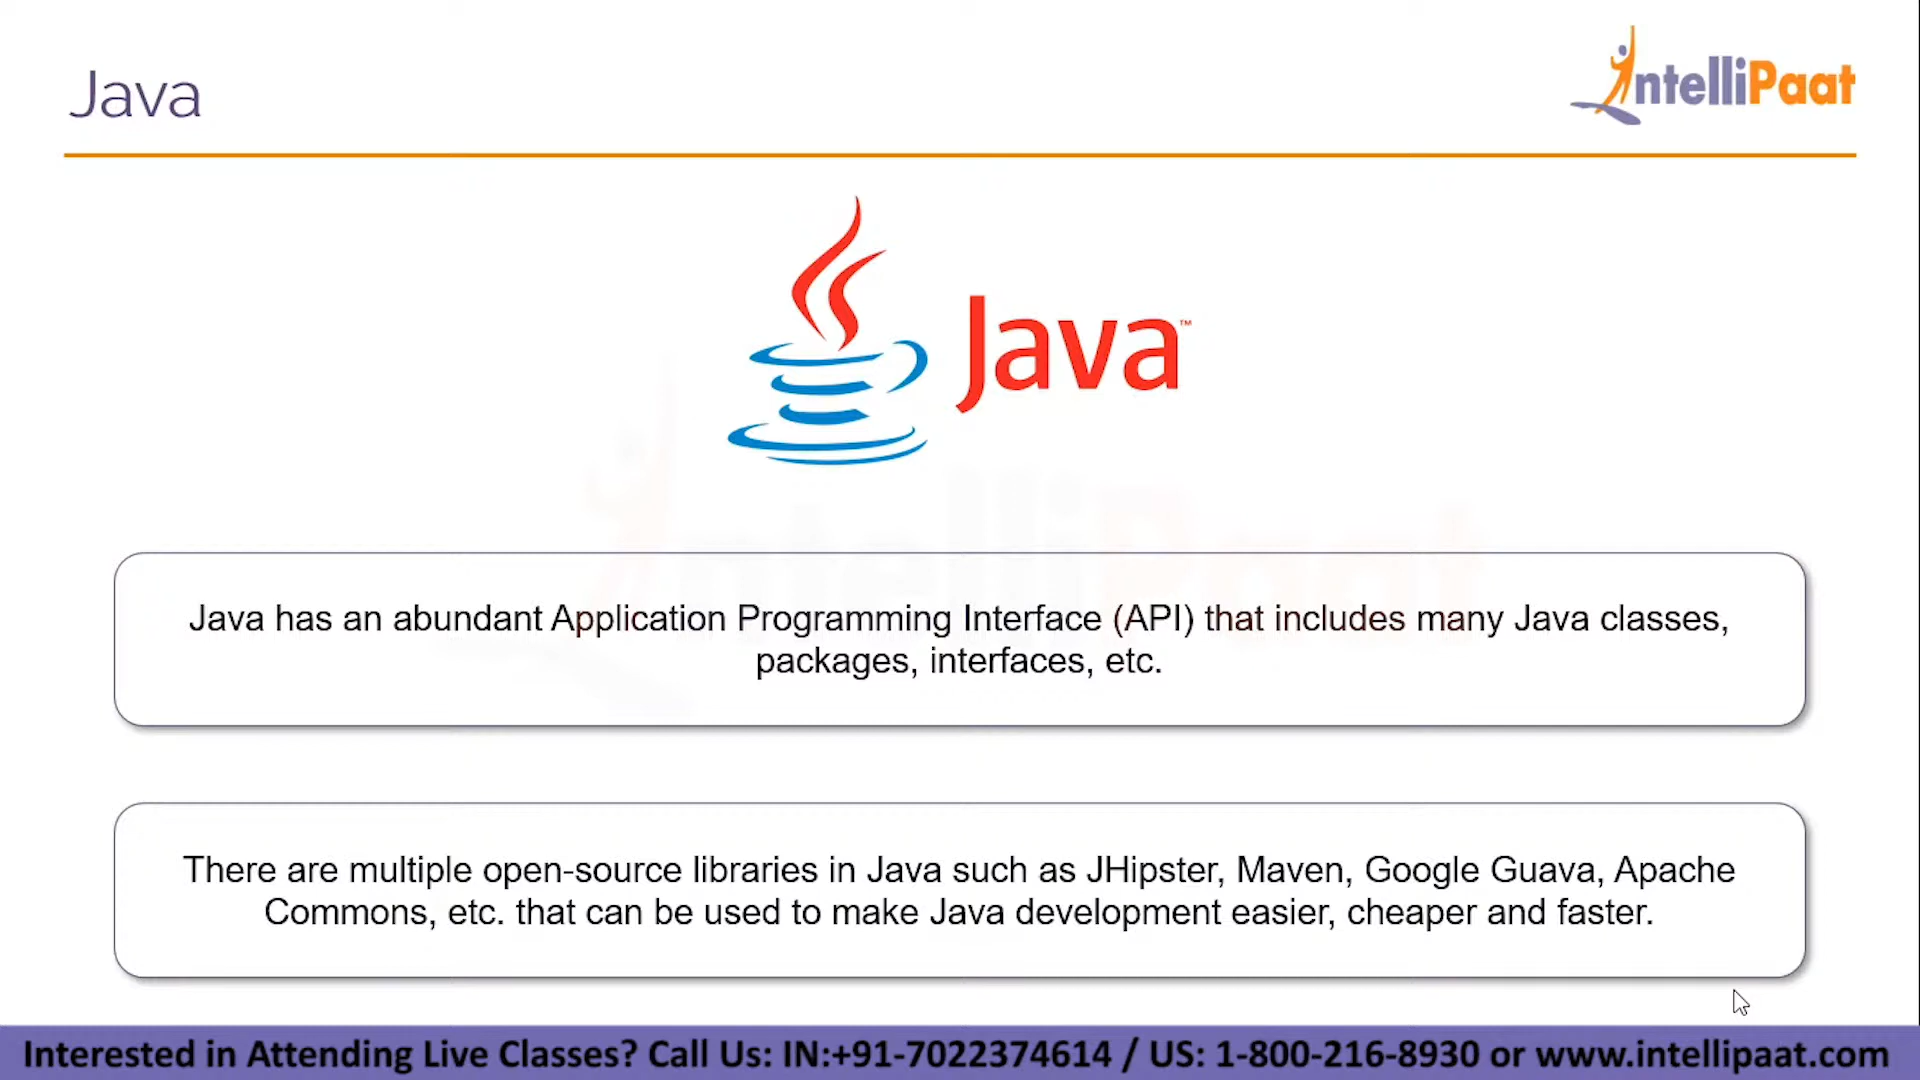 Java
IntelliPaat
Java™
Java has an abundant Application Programming Interface (API) that includes many Java classes,
packages, interfaces, etc.
There are multiple open-source libraries in Java such as JHipster, Maven, Google Guava, Apache
Commons, etc. that can be used to make Java development easier, cheaper and faster.
Interested in Attending Live Classes? Call Us: IN:+91-7022374614 / US: 1-800-216-8930 or www.intellipaat.com